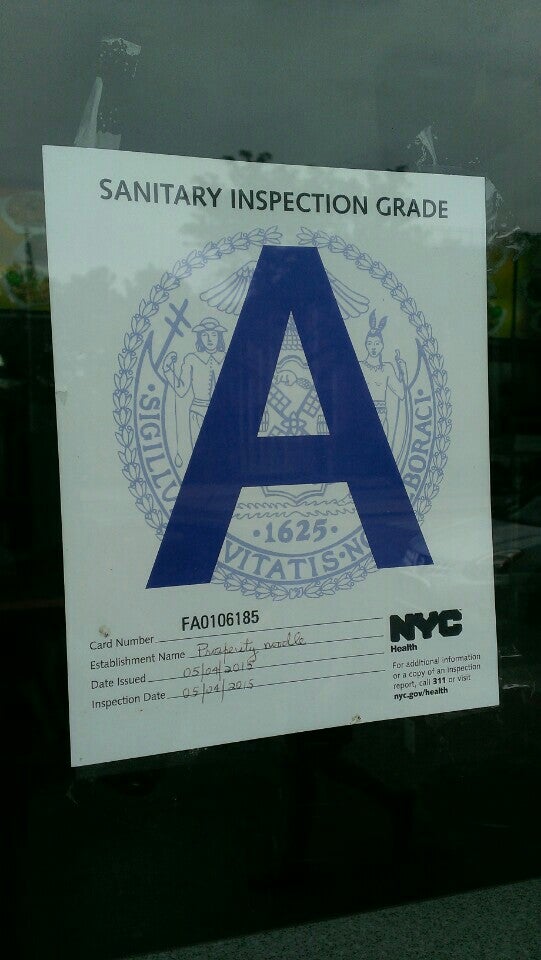 SANITARY INSPECTION GRADE
A
SIGILLU
BORACI
1625
VITATIS NO
Card Number FA0106185
Establishment Name Prosperity noodle
Date Issued 05/04/2015
Inspection Date 05/04/2015
NYC
Health
For additional information
or a copy of an inspection
report, call 311 or visit
nyc.gov/health